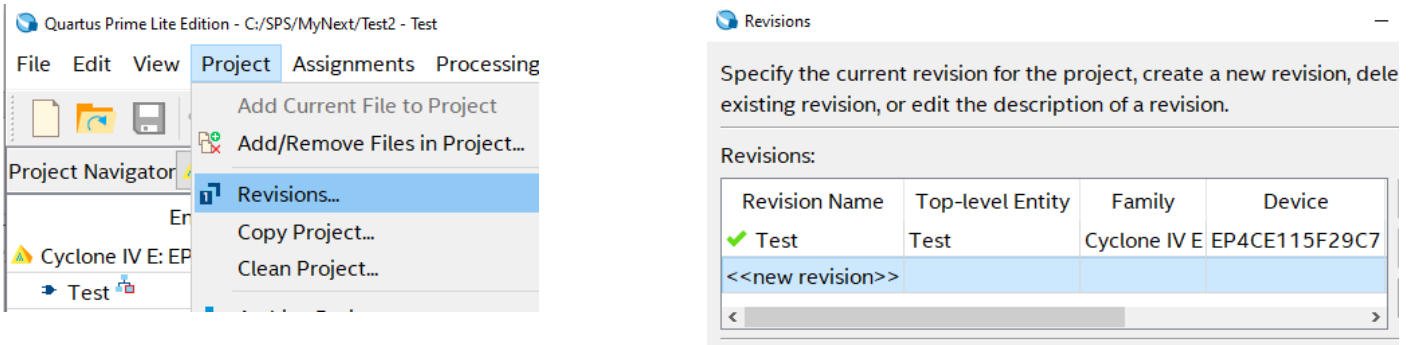 Quartus Prime Lite Edition - C:/SPS/MyNext/Test2 - Test
File Edit View Project Assignments Processing
Add Current File to Project
Add/Remove Files in Project...
Project Navigator
Revisions...
Copy Project...
Cyclone IV E: EP
Clean Project...
Test
Revisions
Specify the current revision for the project, create a new revision, dele
existing revision, or edit the description of a revision.
Revisions:
Revision Name Top-level Entity Family Device
Test Test Cyclone IV E EP4CE115F29C7
<<new revision>>